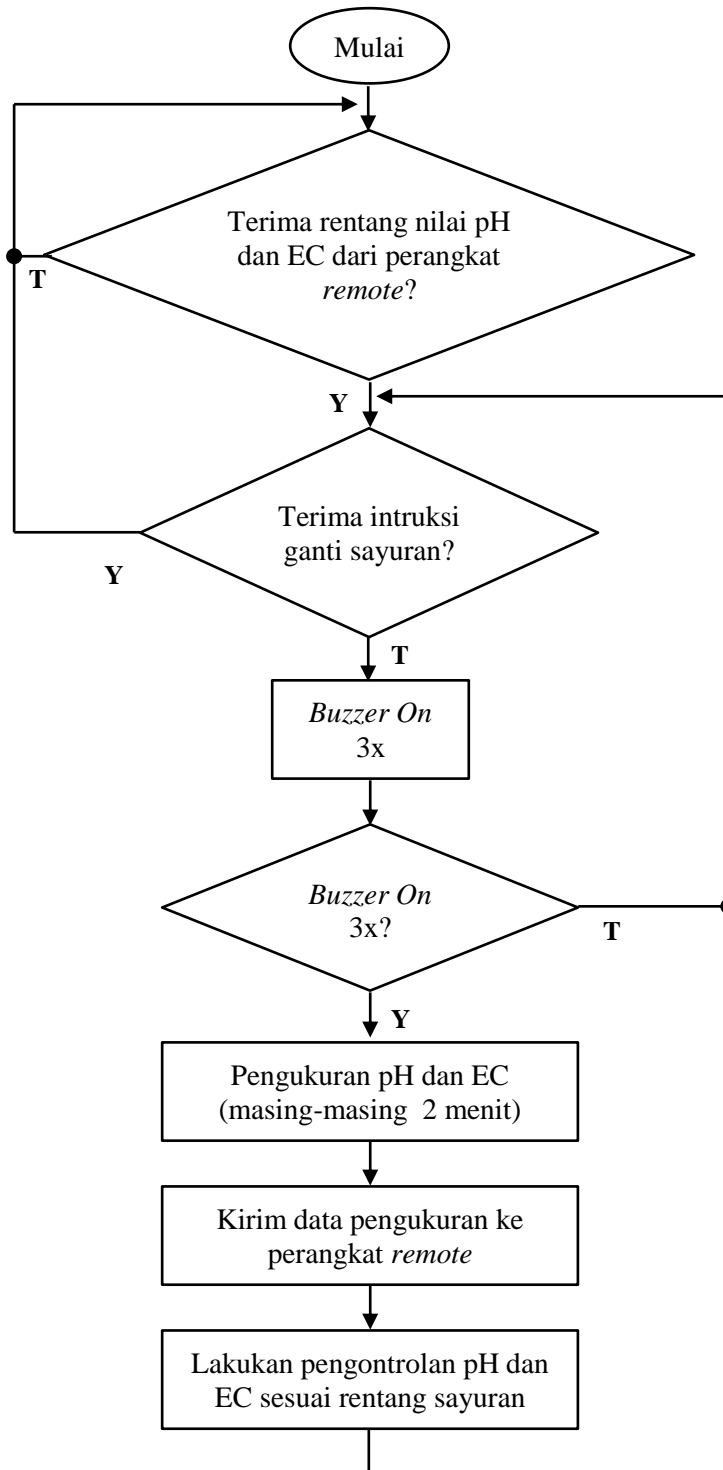 Mulai
Terima rentang nilai pH
dan EC dari perangkat
remote?
T
Y
Terima intruksi
ganti sayuran?
Y
T
Buzzer On
3x
Buzzer On
3x?
T
Y
Pengukuran pH dan EC
(masing-masing 2 menit)
Kirim data pengukuran ke
perangkat remote
Lakukan pengontrolan pH dan
EC sesuai rentang sayuran